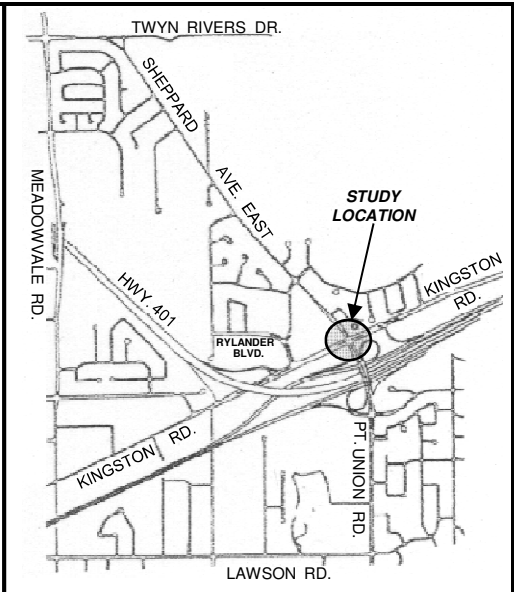 TWYN RIVERS DR.
SHEPPARD
AVE. EAST
MEADOWVALE RD.
STUDY
LOCATION
HWY. 401
KINGSTON
RD.
RYLANDER
BLVD.
KINGSTON RD.
PT. UNION RD.
LAWSON RD.